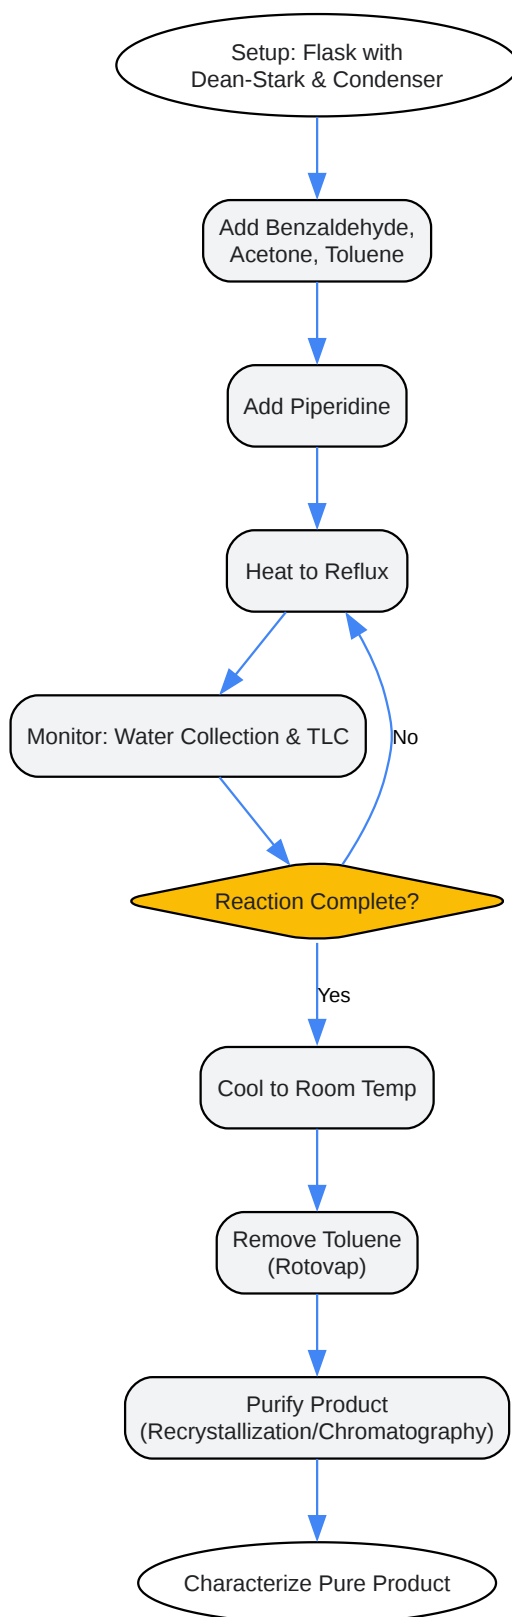 Setup: Flask with
Dean-Stark & Condenser
Add Benzaldehyde,
Acetone, Toluene
Add Piperidine
Heat to Reflux
Monitor: Water Collection & TLC
No
Reaction Complete?
Yes
Cool to Room Temp
Remove Toluene
(Rotovap)
Purify Product
(Recrystallization/Chromatography)
Characterize Pure Product